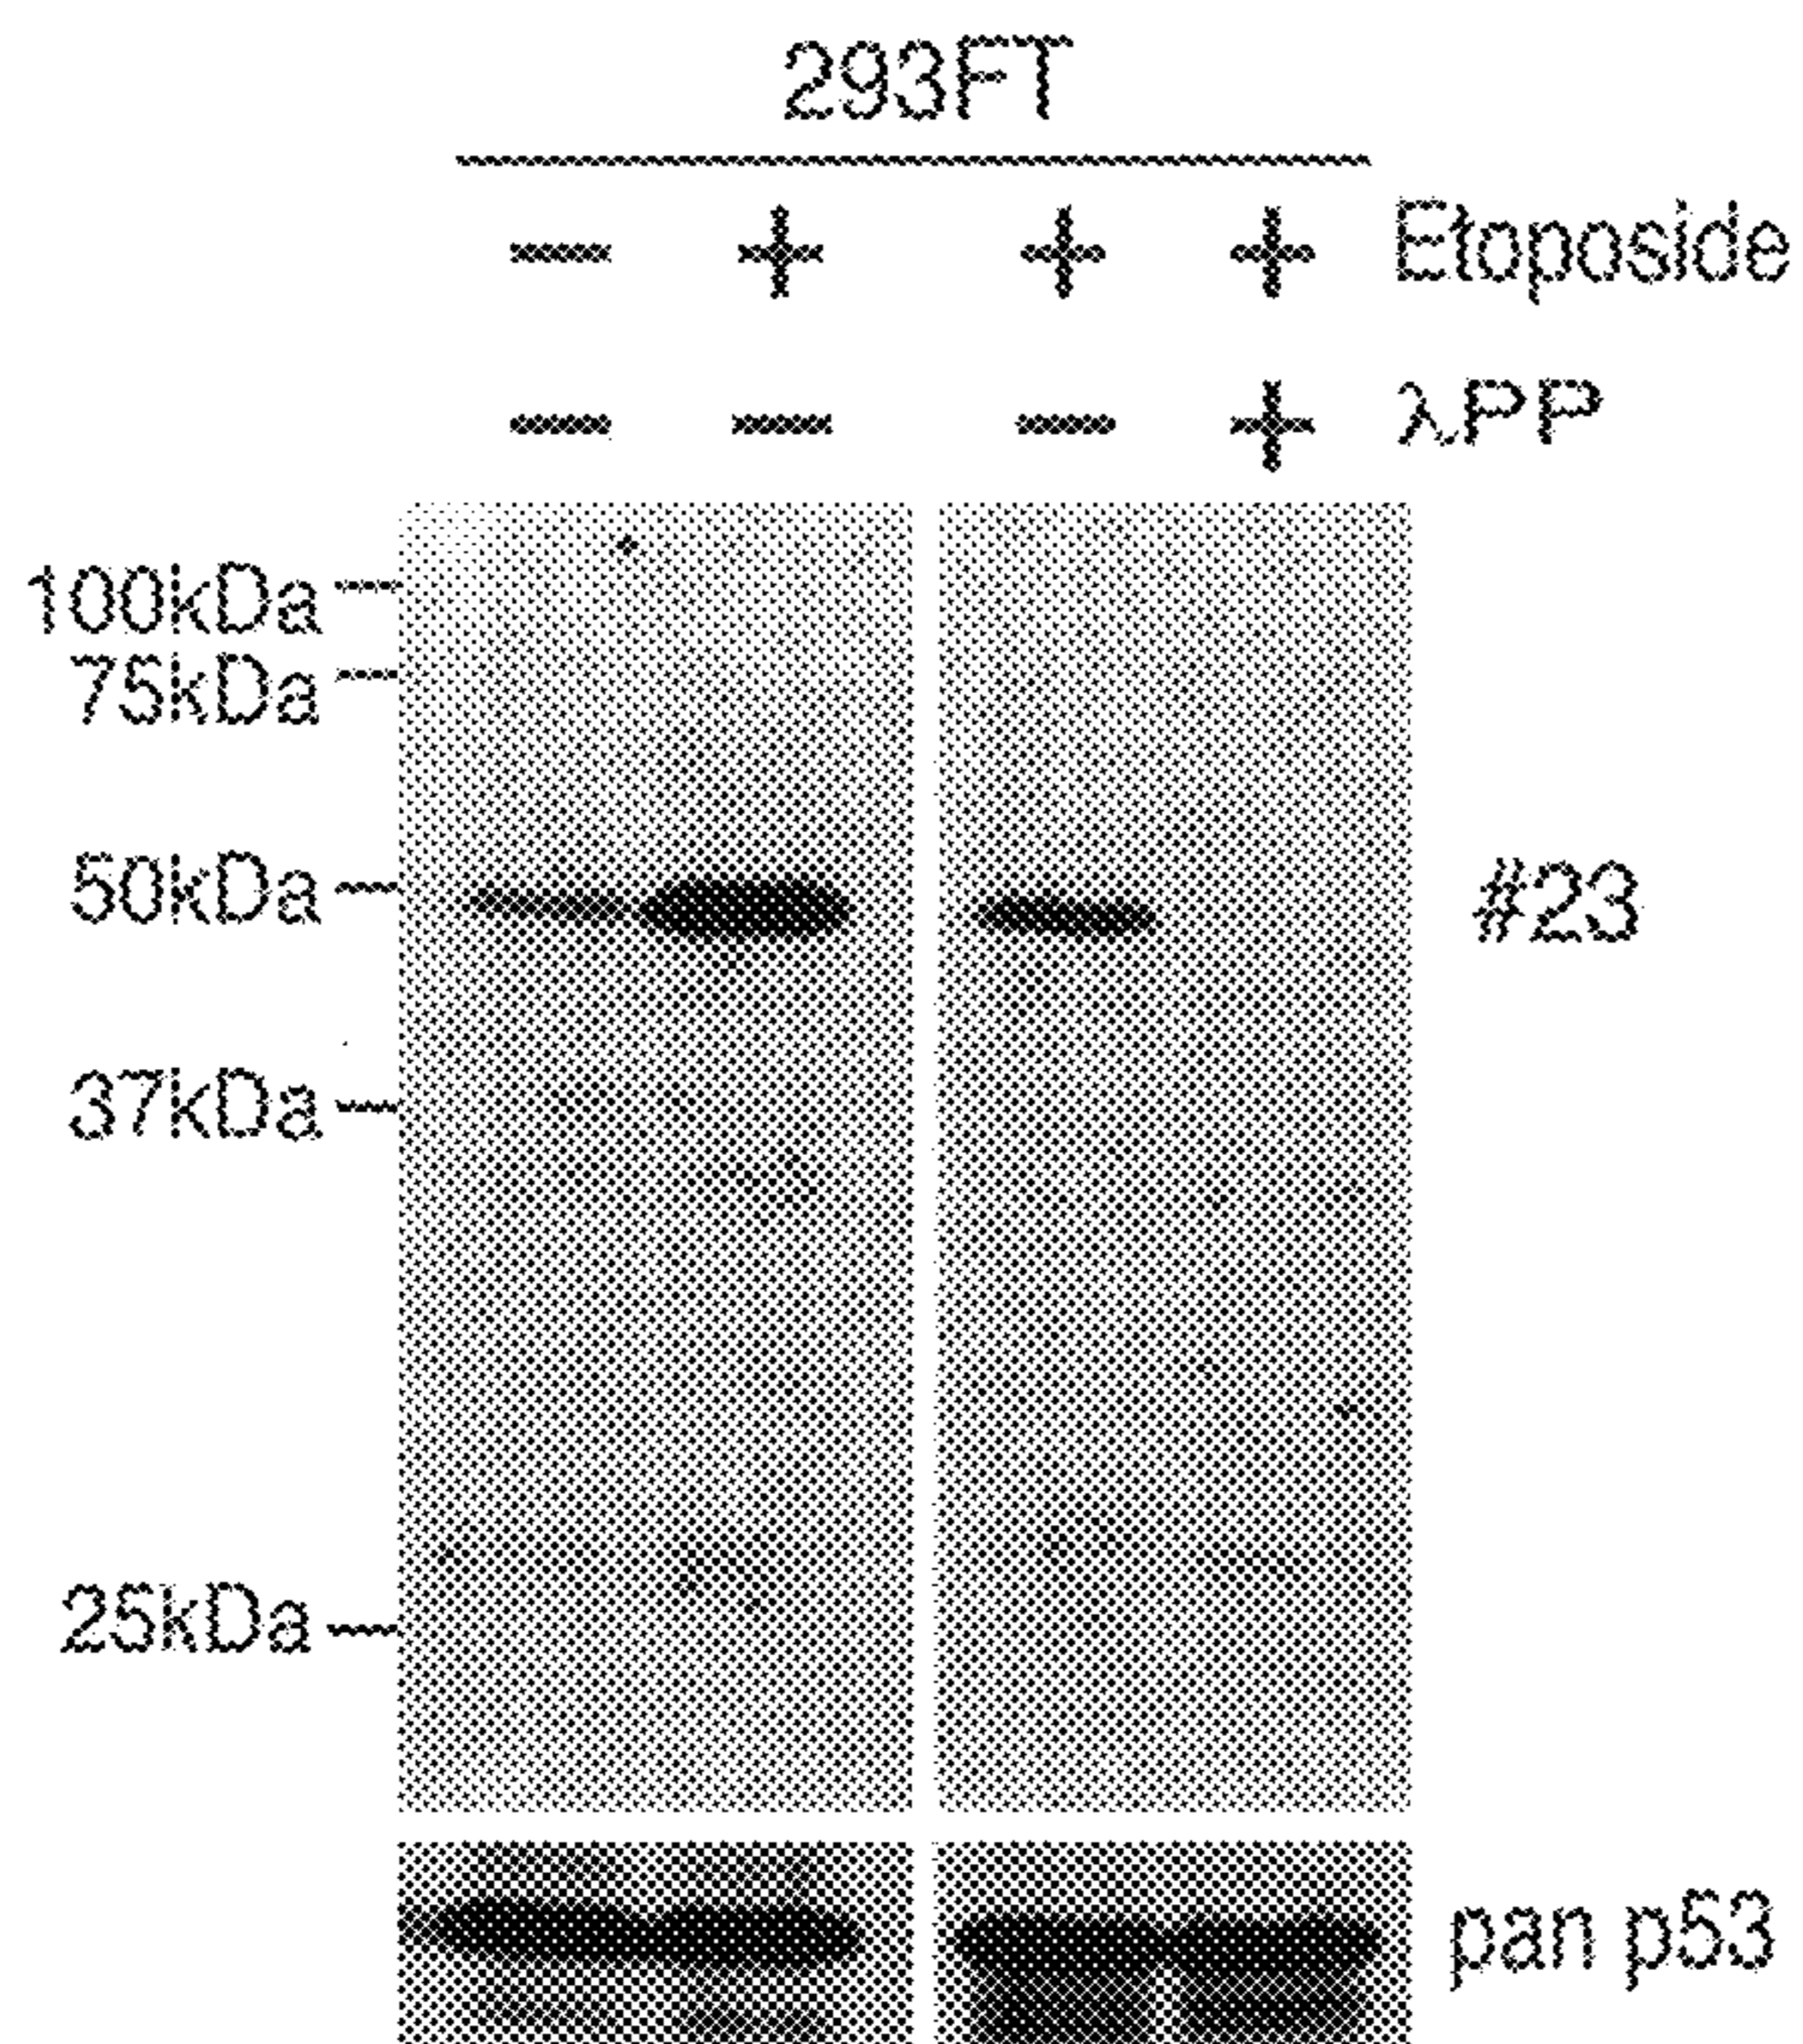 293FT
− + + + Etoposide
− − − + λPP
100kDa
75kDa
50kDa
#23
37kDa
25kDa
pan p53